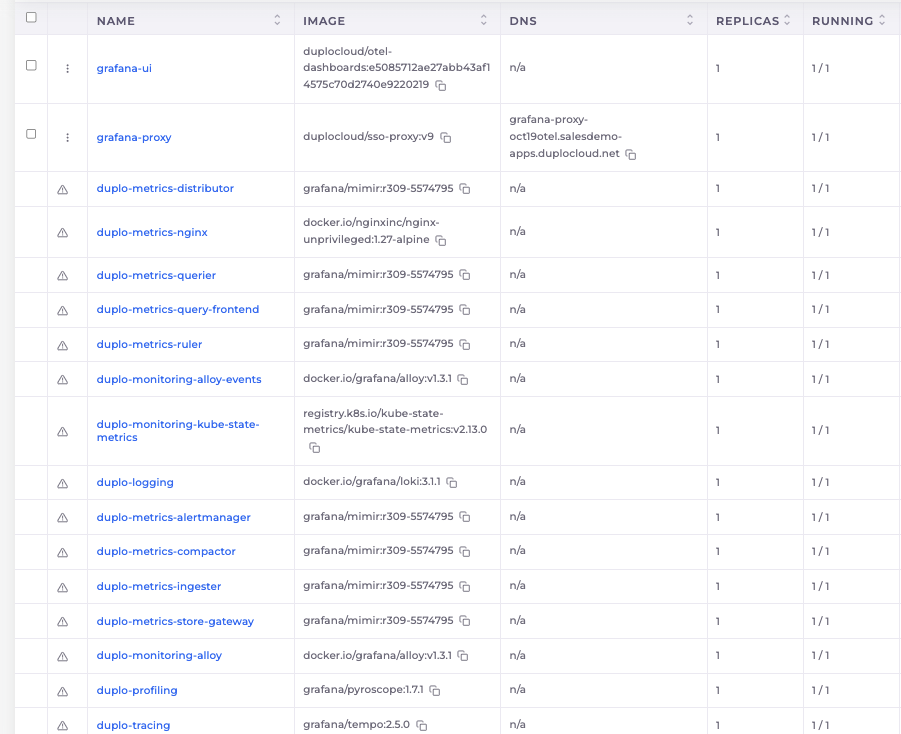 NAME IMAGE DNS REPLICAS RUNNING
grafana-ui
duplocloud/otel-
dashboards:e5085712ae27abb43af1
4575c70d2740e9220219
n/a 1 1 / 1
grafana-proxy
duplocloud/sso-proxy:v9
grafana-proxy-
oct19otel.salesdemo-
apps.duplocloud.net
1 1 / 1
duplo-metrics-distributor grafana/mimir:r309-5574795 n/a 1 1 / 1
duplo-metrics-nginx
docker.io/nginxinc/nginx-
unprivileged:1.27-alpine
n/a 1 1 / 1
duplo-metrics-querier grafana/mimir:r309-5574795 n/a 1 1 / 1
duplo-metrics-query-frontend grafana/mimir:r309-5574795 n/a 1 1 / 1
duplo-metrics-ruler grafana/mimir:r309-5574795 n/a 1 1 / 1
duplo-monitoring-alloy-events docker.io/grafana/alloy:v1.3.1 n/a 1 1 / 1
duplo-monitoring-kube-state-
metrics
registry.k8s.io/kube-state-
metrics/kube-state-metrics:v2.13.0
n/a 1 1 / 1
duplo-logging docker.io/grafana/loki:3.1.1 n/a 1 1 / 1
duplo-metrics-alertmanager grafana/mimir:r309-5574795 n/a 1 1 / 1
duplo-metrics-compactor grafana/mimir:r309-5574795 n/a 1 1 / 1
duplo-metrics-ingester grafana/mimir:r309-5574795 n/a 1 1 / 1
duplo-metrics-store-gateway grafana/mimir:r309-5574795 n/a 1 1 / 1
duplo-monitoring-alloy docker.io/grafana/alloy:v1.3.1 n/a 1 1 / 1
duplo-profiling grafana/pyroscope:1.7.1 n/a 1 1 / 1
duplo-tracing grafana/tempo:2.5.0 n/a 1 1 / 1